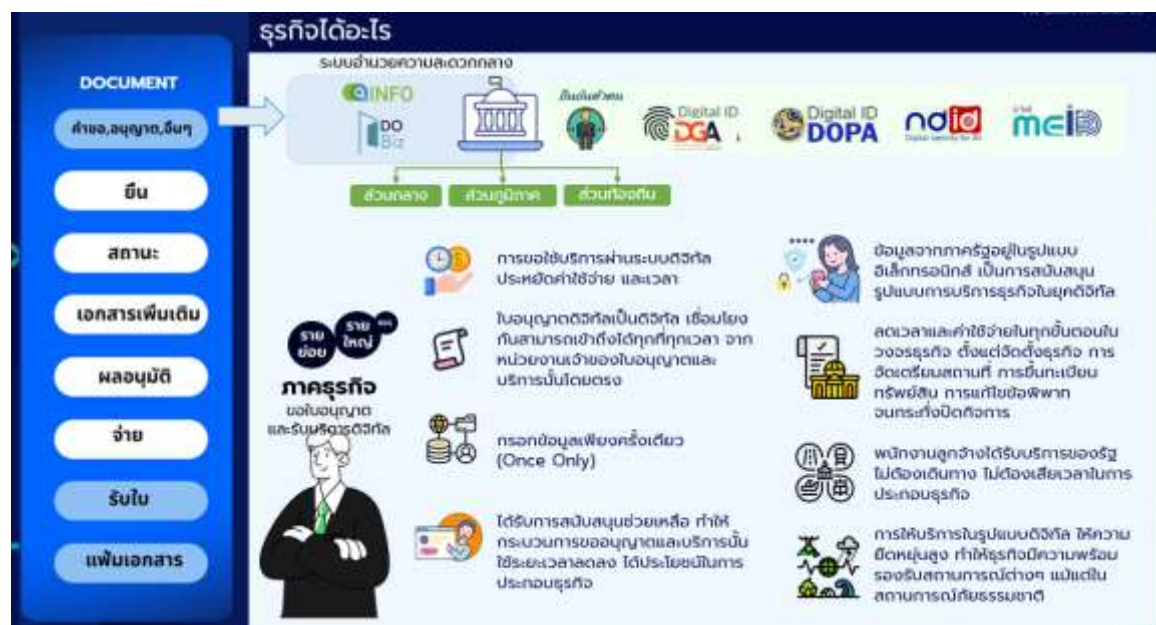 ธุรกิจได้อะไร
ระบบอำนวยความสะดวกกลาง
DOCUMENT
คำขอ,อนุญาต,อื่นๆ
ยื่น
สถานะ
เอกสารเพิ่มเติม
ผลอนุมัติ
จ่าย
รับใบ
แฟ้มเอกสาร
INFO
DO
Biz
ยืนยันตัวตน
Digital ID
DGA
Digital ID
DOPA
ndid
meID
ส่วนกลาง
ส่วนภูมิภาค
ส่วนท้องถิ่น
ราย
ย่อย
ราย
ใหญ่
ภาคธุรกิจ
ขอใบอนุญาต
และรับบริการดิจิทัล
การขอใช้บริการผ่านระบบดิจิทัล
ประหยัดค่าใช้จ่าย และเวลา
ใบอนุญาตดิจิทัลเป็นดิจิทัล เชื่อมโยง
กันสามารถเข้าถึงได้ทุกที่ทุกเวลา จาก
หน่วยงานเจ้าของใบอนุญาตและ
บริการนั้นโดยตรง
กรอกข้อมูลเพียงครั้งเดียว
(Once Only)
ได้รับการสนับสนุนช่วยเหลือ ทำให้
กระบวนการขออนุญาตและบริการนั้น
ใช้ระยะเวลาลดลง ได้ประโยชน์ในการ
ประกอบธุรกิจ
ข้อมูลจากภาครัฐอยู่ในรูปแบบ
อิเล็กทรอนิกส์ เป็นการสนับสนุน
รูปแบบการบริการธุรกิจในยุคดิจิทัล
ลดเวลาและค่าใช้จ่ายในทุกขั้นตอนใน
วงจรธุรกิจ ตั้งแต่จัดตั้งธุรกิจ การ
จัดเตรียมสถานที่ การขึ้นทะเบียน
ทรัพย์สิน การแก้ไขข้อพิพาท
จนกระทั่งปิดกิจการ
พนักงานลูกจ้างได้รับบริการของรัฐ
ไม่ต้องเดินทาง ไม่ต้องเสียเวลาในการ
ประกอบธุรกิจ
การให้บริการในรูปแบบดิจิทัล ให้ความ
ยืดหยุ่นสูง ทำให้ธุรกิจมีความพร้อม
รองรับสถานการณ์ต่างๆ แม้แต่ใน
สถานการณ์ภัยธรรมชาติ